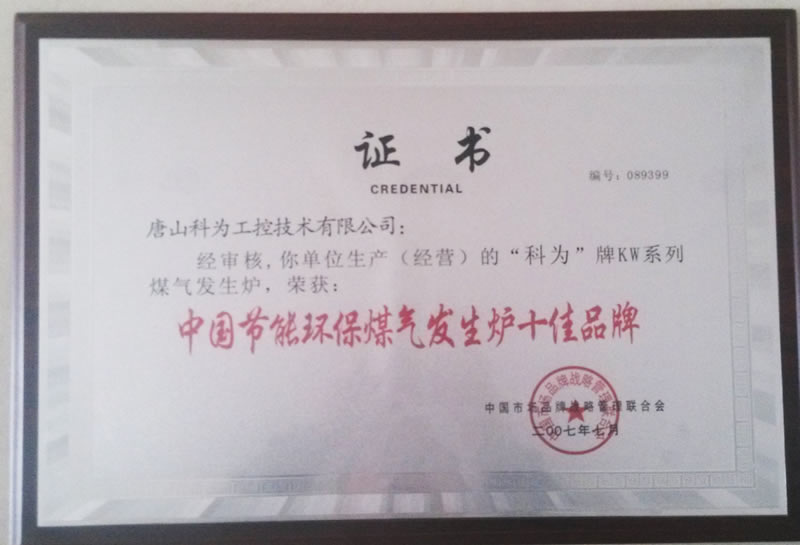 证书
CREDENTIAL
编号：089399
唐山科为工控技术有限公司：
经审核,你单位生产（经营）的“科为”牌KW系列
煤气发生炉，荣获：
中国节能环保煤气发生炉十佳品牌
中国市场品牌战略管理联合会
二00七年七月